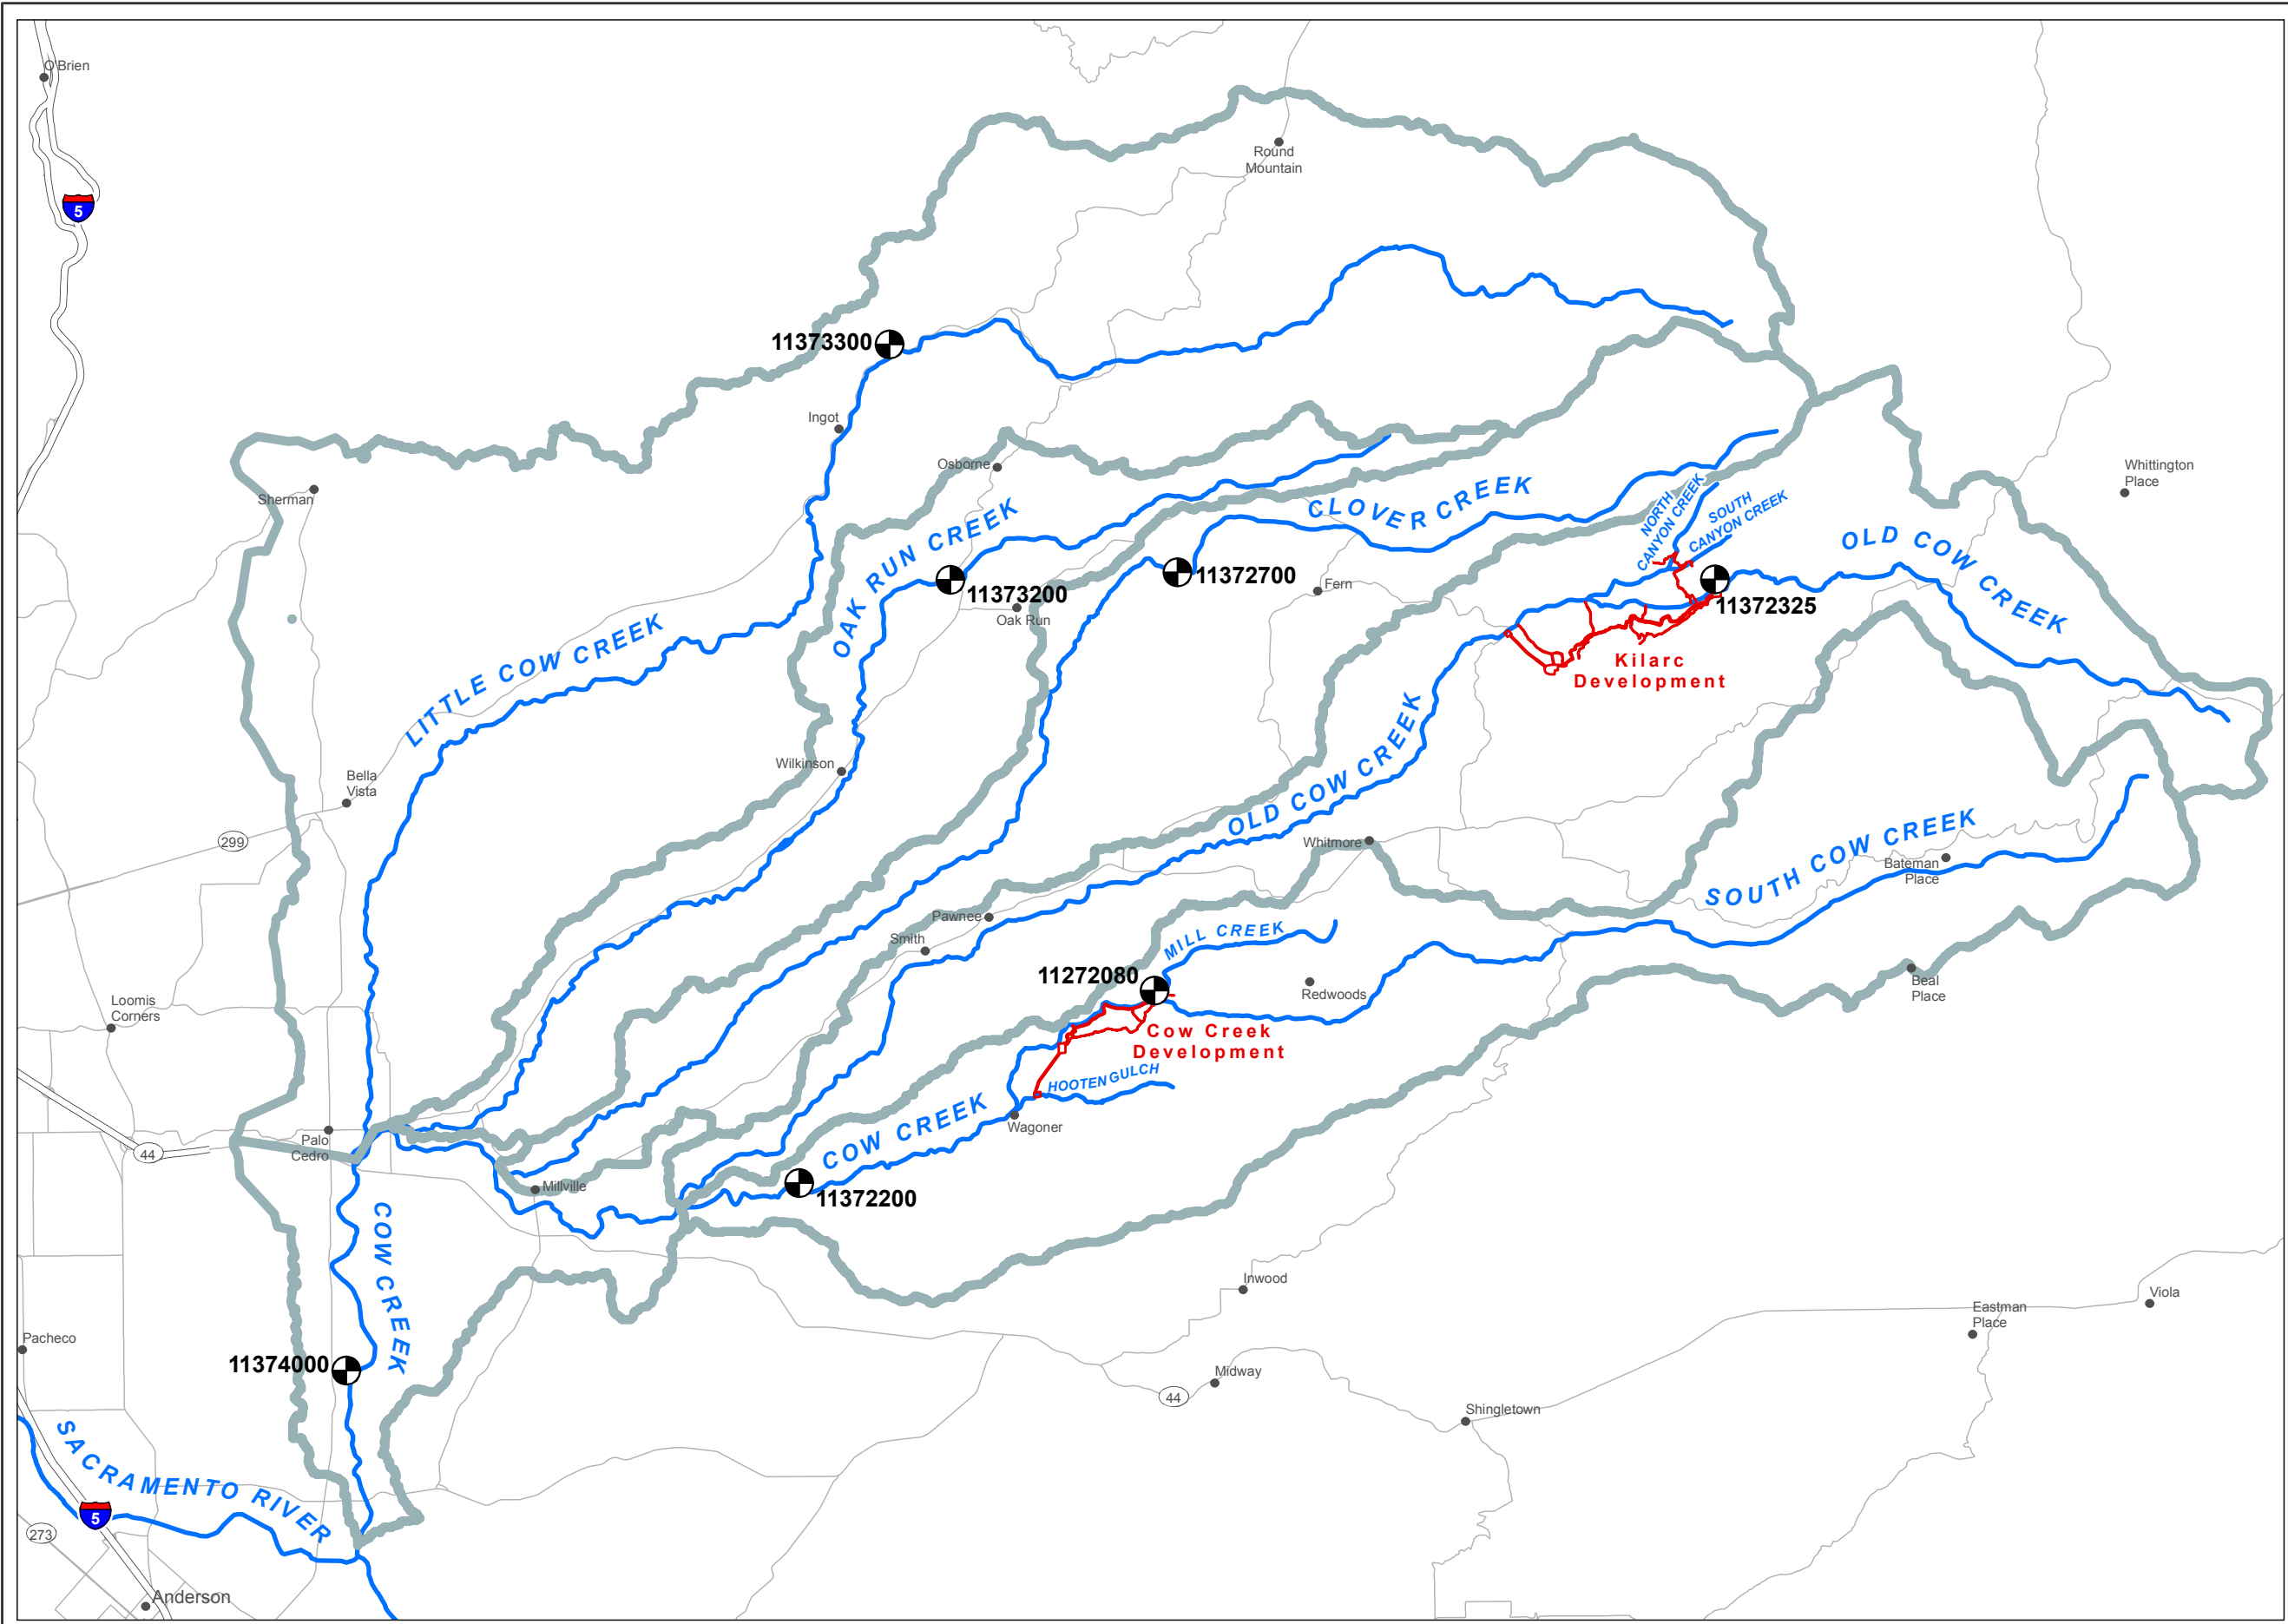 O'Brien
5
Round
Mountain
11373300
Ingot
Osborne
Sherman
Whittington
Place
CLOVER CREEK
NORTH
CANYON CREEK
SOUTH
CANYON CREEK
OLD COW CREEK
OAK RUN CREEK
11373200
Oak Run
11372700
Fern
11372325
Kilarc
Development
LITTLE COW CREEK
Wilkinson
Bella
Vista
299
OLD COW CREEK
Whitmore
SOUTH COW CREEK
Bateman
Place
Pawnee
Smith
MILL CREEK
11272080
Redwoods
Beal
Place
Loomis
Corners
Cow Creek
Development
HOOTEN GULCH
COW CREEK
Wagoner
Palo
Cedro
44
Millville
11372200
COW CREEK
Inwood
Viola
Eastman
Place
Pacheco
11374000
Midway
44
Shingletown
SACRAMENTO RIVER
5
273
Anderson